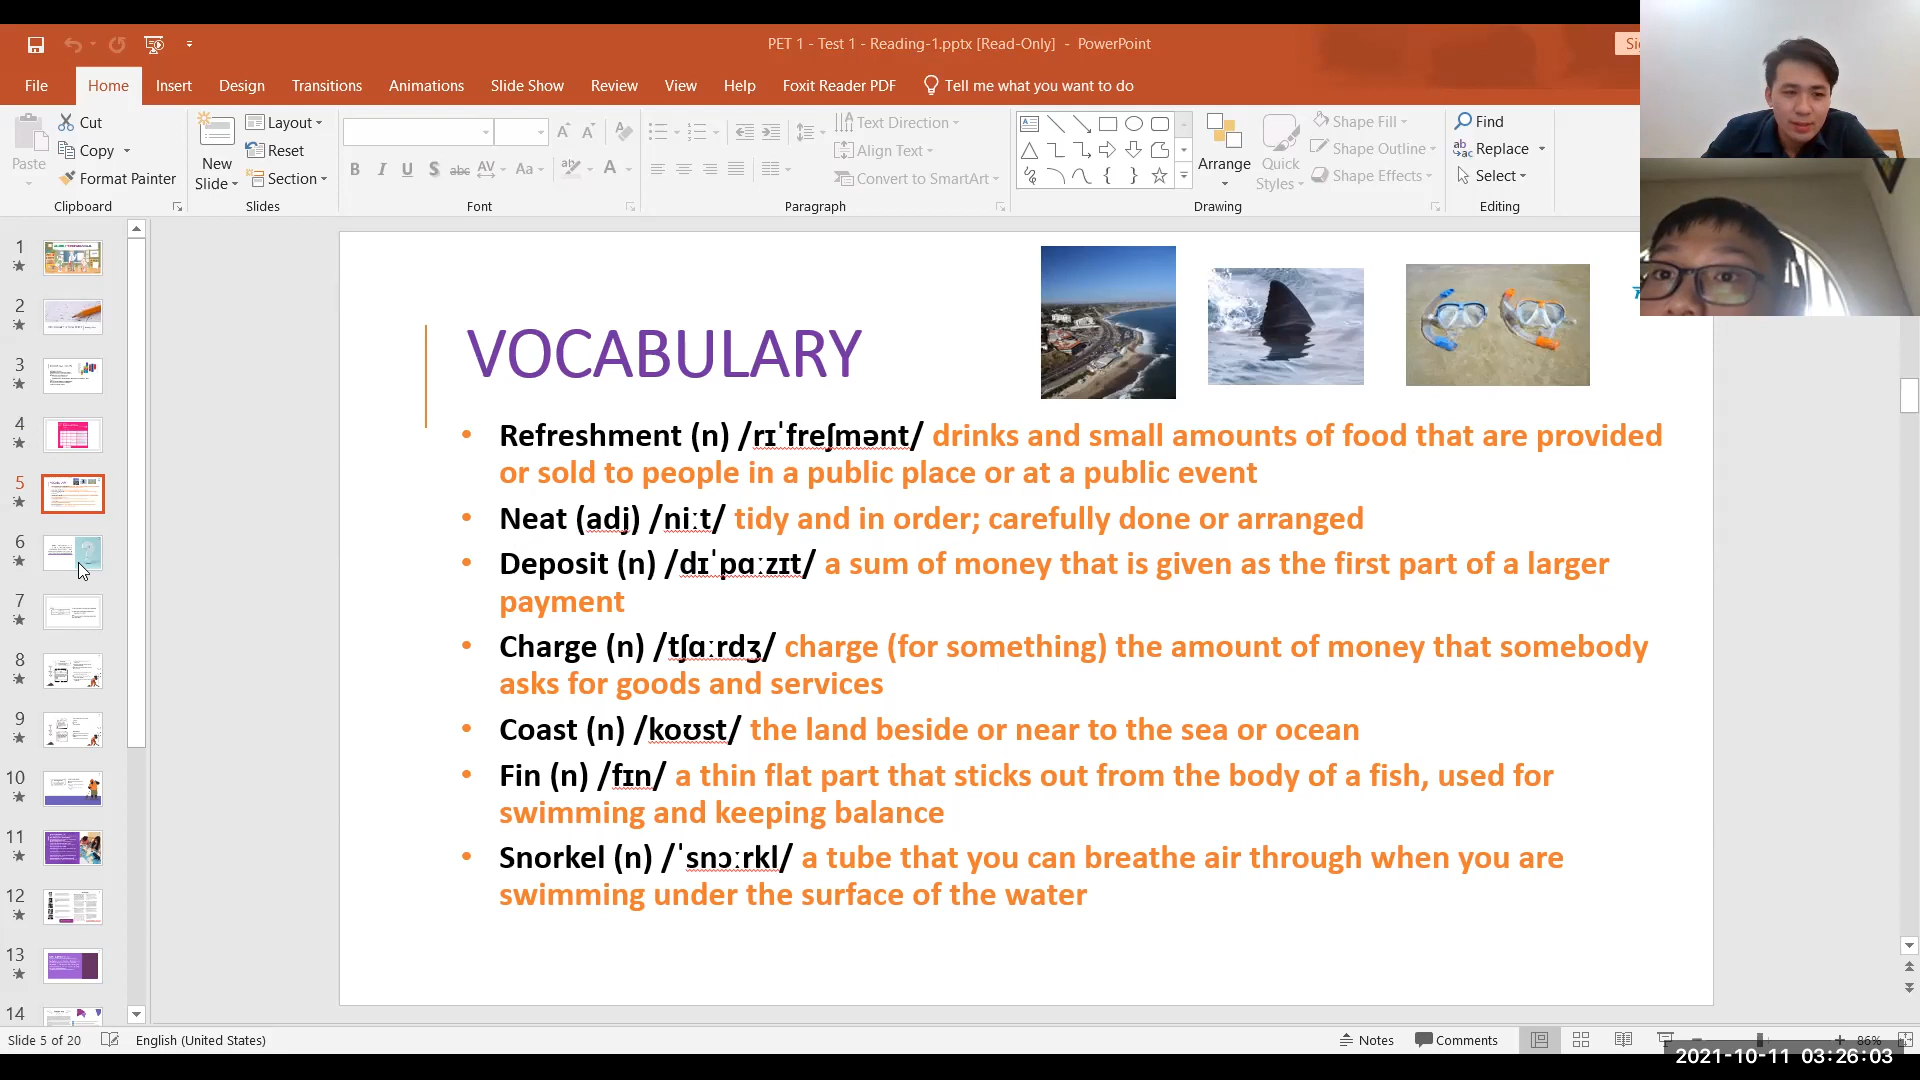 PET 1 - Test 1 - Reading-1.pptx [Read-Only] - PowerPoint
File Home Insert Design Transitions Animations Slide Show Review View Help Foxit Reader PDF Tell me what you want to do
Paste
Cut
Copy
Format Painter
Clipboard
New
Slide
Layout
Reset
Section
Slides
B I U S abc AV Aa A
Font
Text Direction
Align Text
Convert to SmartArt
Paragraph
Arrange
Quick
Styles
Shape Fill
Shape Outline
Shape Effects
Drawing
Find
Replace
Select
Editing
1
2
3
4
5
6
7
8
9
10
11
12
13
14
VOCABULARY
• Refreshment (n) /rɪˈfreʃmənt/ drinks and small amounts of food that are provided
or sold to people in a public place or at a public event
• Neat (adj) /niːt/ tidy and in order; carefully done or arranged
• Deposit (n) /dɪˈpɑːzɪt/ a sum of money that is given as the first part of a larger
payment
• Charge (n) /tʃɑːrdʒ/ charge (for something) the amount of money that somebody
asks for goods and services
• Coast (n) /koʊst/ the land beside or near to the sea or ocean
• Fin (n) /fɪn/ a thin flat part that sticks out from the body of a fish, used for
swimming and keeping balance
• Snorkel (n) /ˈsnɔːrkl/ a tube that you can breathe air through when you are
swimming under the surface of the water
Slide 5 of 20 English (United States) Notes Comments 86%
2021-10-11 03:26:03